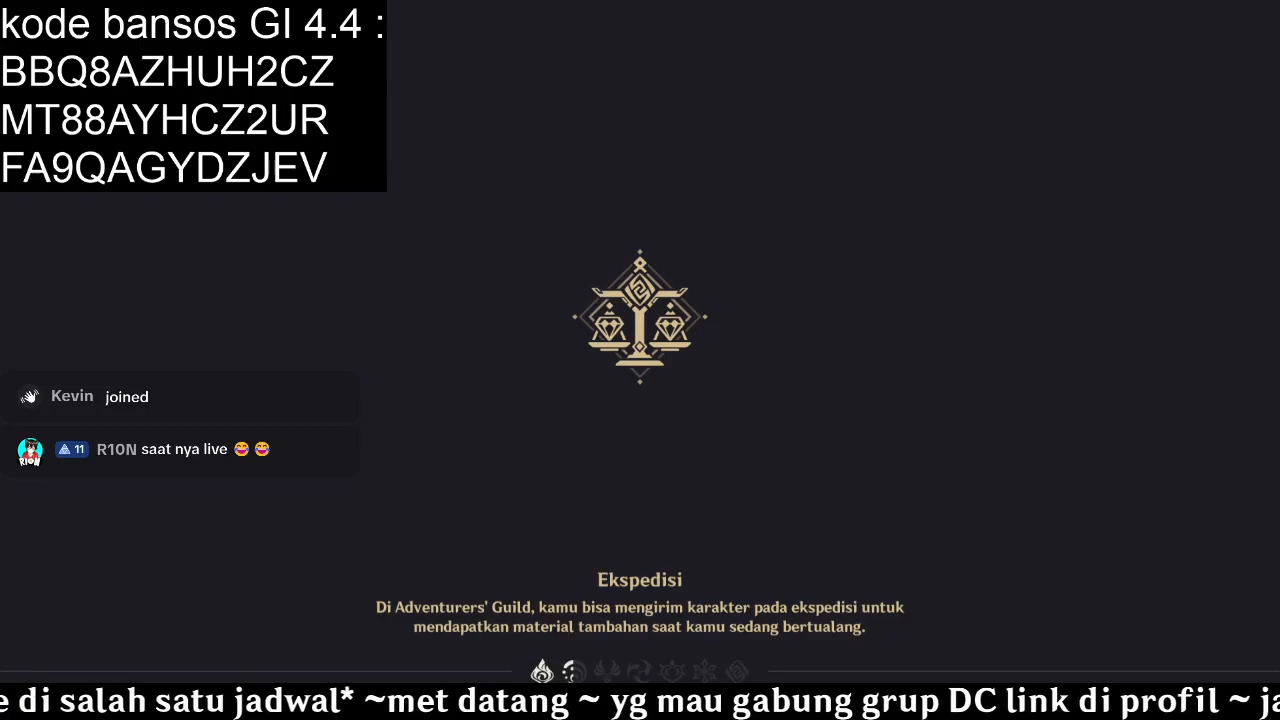 kode bansos GI 4.4 :
BBQ8AZHUH2CZ
MT88AYHCZ2UR
FA9QAGYDZJEV
Kevin joined
11 R10N saat nya live 😂 😂
RION
Ekspedisi
Di Adventurers' Guild, kamu bisa mengirim karakter pada ekspedisi untuk
mendapatkan material tambahan saat kamu sedang bertualang.
e di salah satu jadwal* ~met datang ~ yg mau gabung grup DC link di profil ~ ja